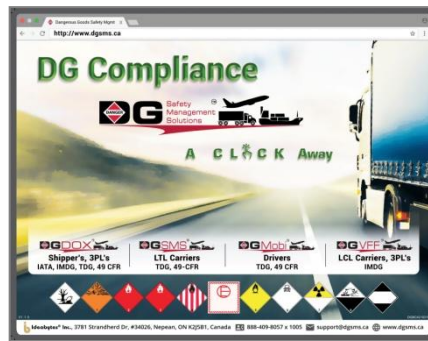 Dangerous Goods Safety Mgmt
http://www.dgsms.ca
DG Compliance
DANGER DG Safety
Management
Solutions
A CLICK Away
DGDOX
Shipper's, 3PL's
IATA, IMDG, TDG, 49 CFR
DGSMS
LTL Carriers
TDG, 49-CFR
DGMobi
Drivers
TDG, 49 CFR
DGVFF
LCL Carriers, 3PL's
IMDG
Ideabytes® Inc., 3781 Strandherd Dr, #34026, Nepean, ON K2J5B1, Canada 888-409-8057 x 1005 support@dgsms.ca www.dgsms.ca